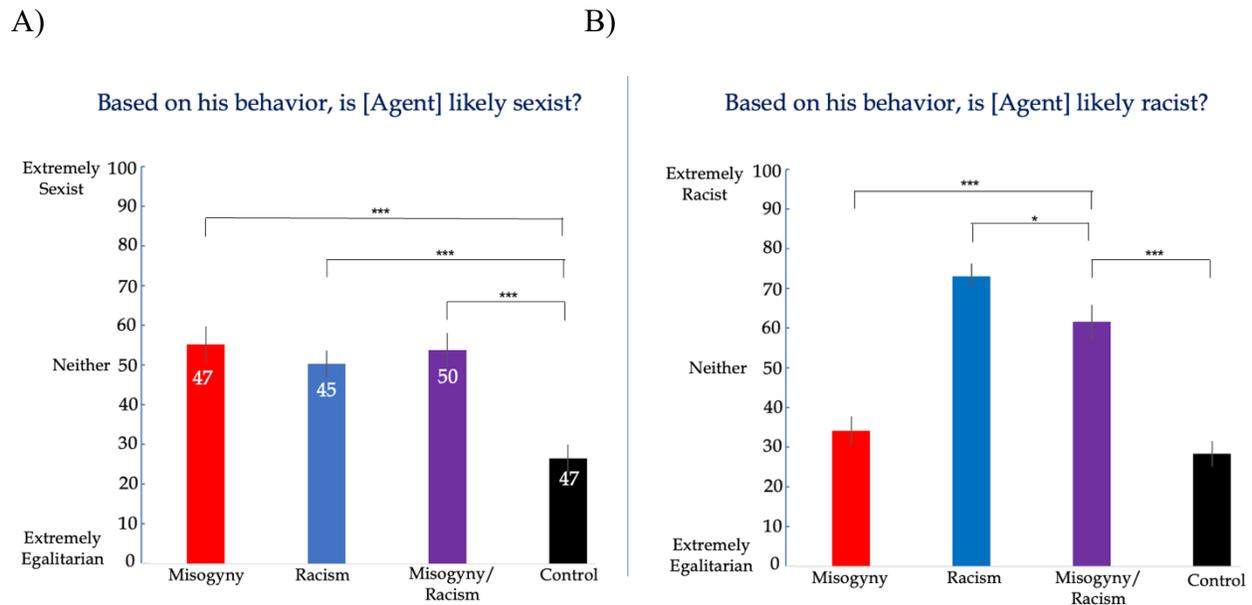 A)
B)
Based on his behavior, is [Agent] likely sexist?
Extremely
Sexist
100
90
80
70
60
Neither 50
40
30
20
10
Extremely
Egalitarian
0
***
***
***
47
45
50
47
Misogyny
Racism
Misogyny/
Racism
Control
Based on his behavior, is [Agent] likely racist?
Extremely
Racist
100
90
80
70
60
Neither
50
40
30
20
10
Extremely
Egalitarian
0
***
*
***
Misogyny
Racism
Misogyny/
Racism
Control